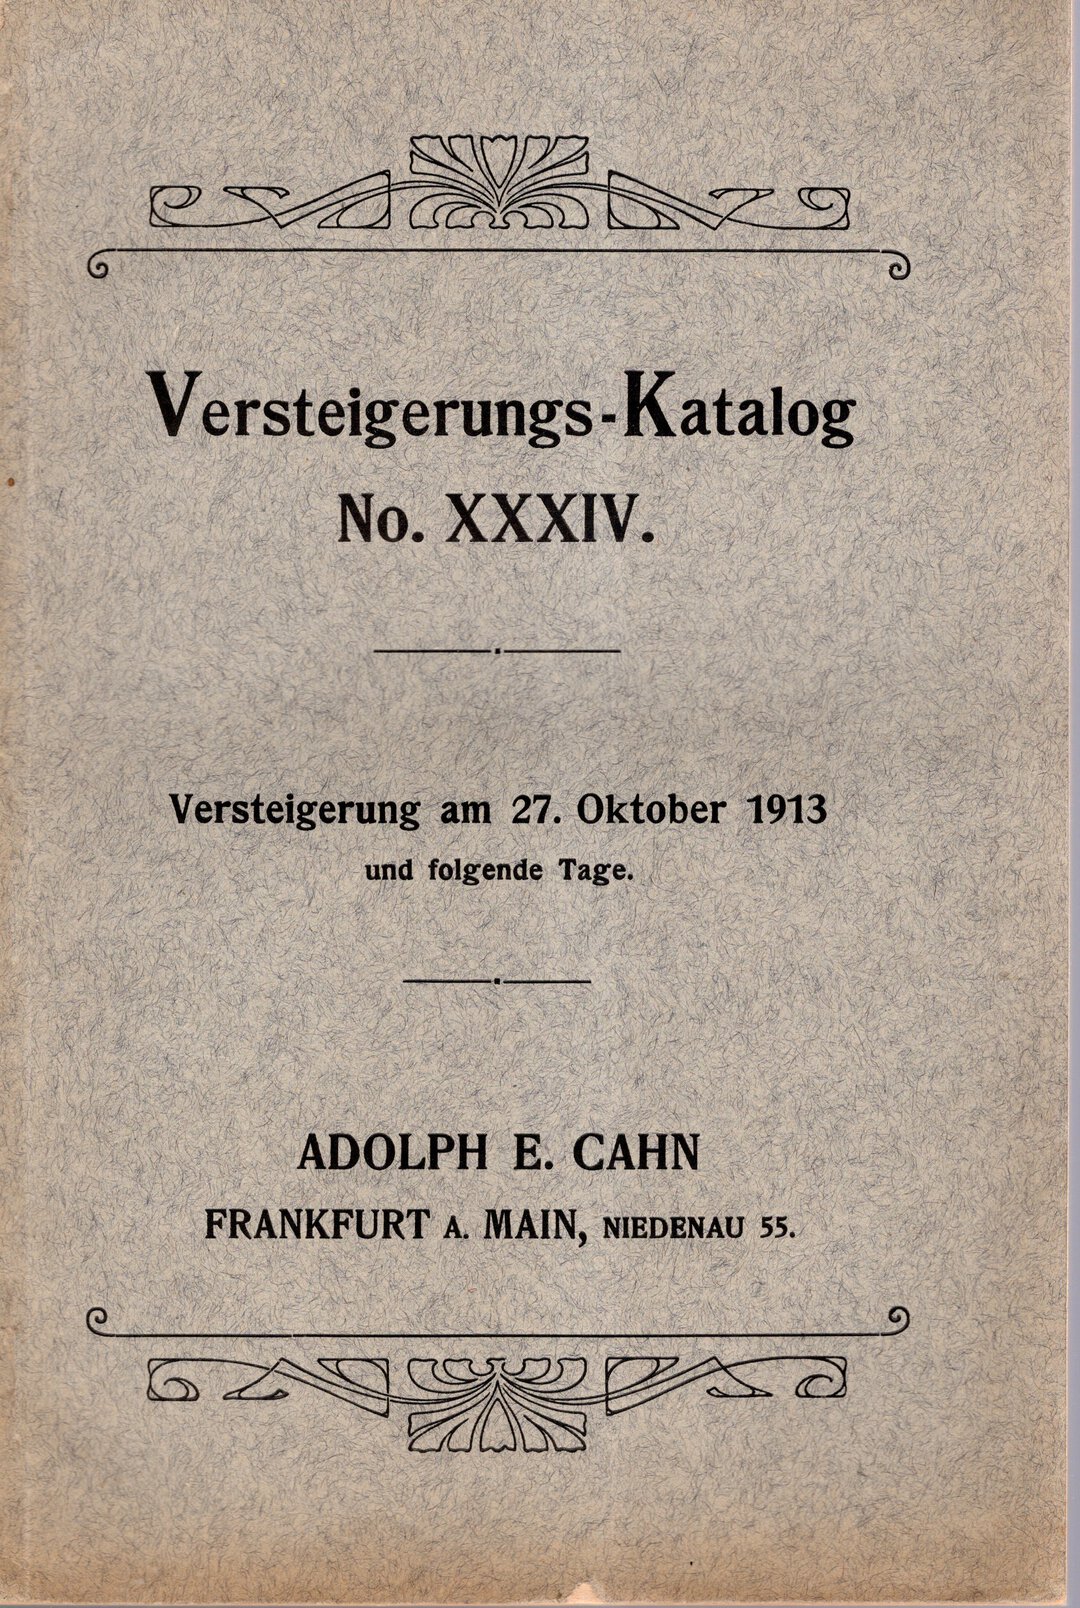 Versteigerungs-Katalog
No. XXXIV.
Versteigerung am 27. Oktober 1913
und folgende Tage.
ADOLPH E. CAHN
FRANKFURT A. MAIN, NIEDENAU 55.